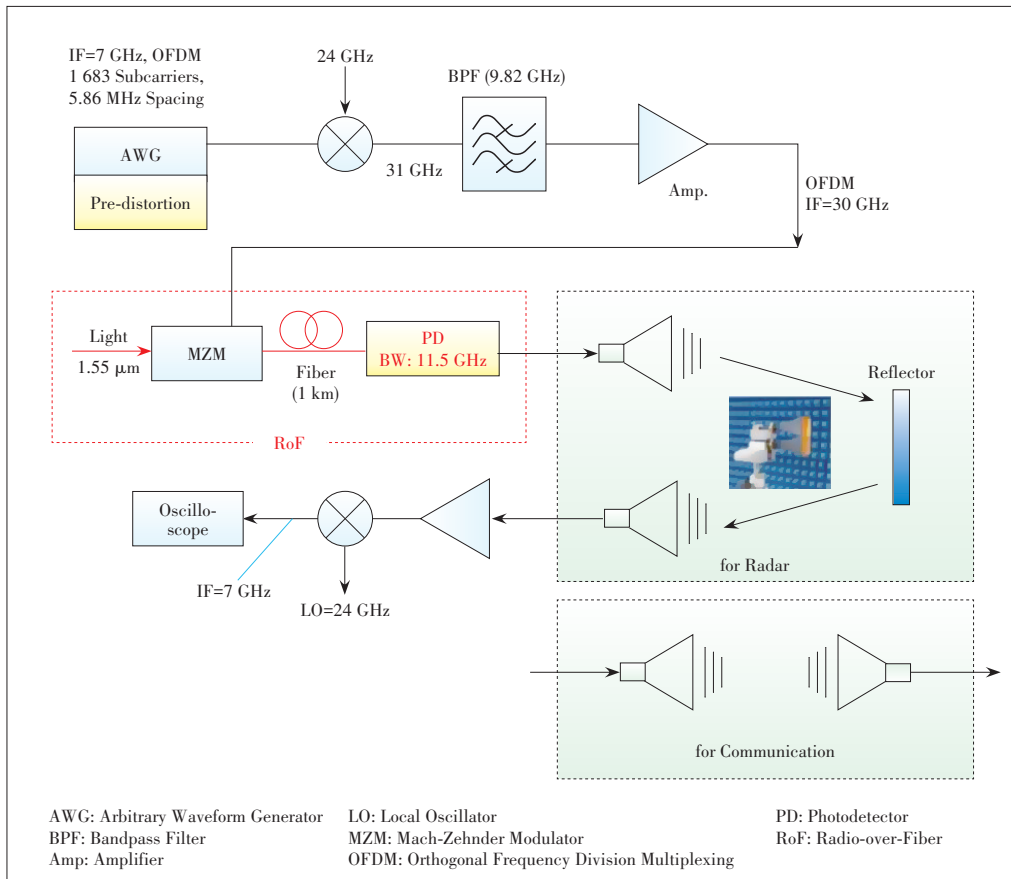 IF=7 GHz, OFDM
1 683 Subcarriers,
5.86 MHz Spacing
24 GHz
BPF (9.82 GHz)
AWG
Pre-distortion
31 GHz
Amp.
OFDM
IF=30 GHz
Light
1.55 μm
MZM
Fiber
(1 km)
PD
BW: 11.5 GHz
RoF
Reflector
for Radar
Oscillo-
scope
IF=7 GHz
LO=24 GHz
for Communication
AWG: Arbitrary Waveform Generator
BPF: Bandpass Filter
Amp: Amplifier
LO: Local Oscillator
MZM: Mach-Zehnder Modulator
OFDM: Orthogonal Frequency Division Multiplexing
PD: Photodetector
RoF: Radio-over-Fiber